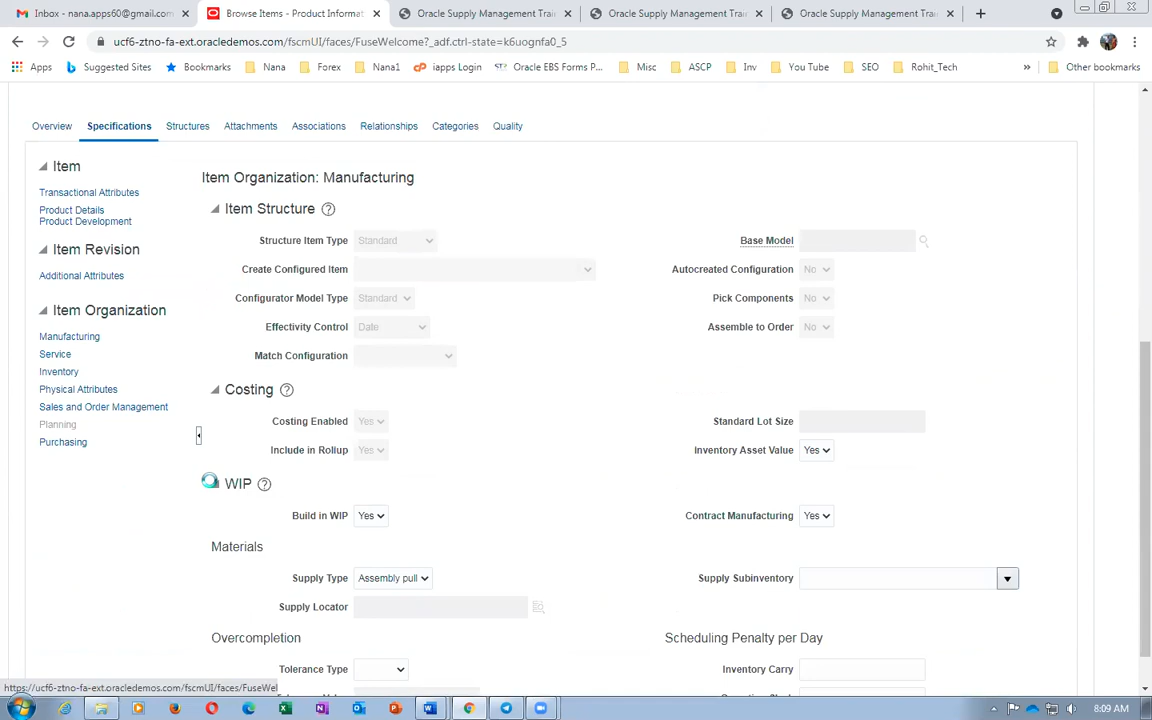 Inbox - nana.apps60@gmail.com
Browse Items - Product Informat
Oracle Supply Management Trai
Oracle Supply Management Trai
Oracle Supply Management Trai
ucf6-ztno-fa-ext.oracledemos.com/fscmUI/faces/FuseWelcome?_adf.ctrl-state=k6uognfa0_5
Apps Suggested Sites Bookmarks Nana Forex Nana1 iapps Login Oracle EBS Forms P... Misc ASCP Inv You Tube SEO Rohit_Tech » Other bookmarks
Overview Specifications Structures Attachments Associations Relationships Categories Quality
Item
Transactional Attributes
Product Details
Product Development
Item Revision
Additional Attributes
Item Organization
Manufacturing
Service
Inventory
Physical Attributes
Sales and Order Management
Planning
Purchasing
Item Organization: Manufacturing
Item Structure
Structure Item Type Standard Base Model
Create Configured Item Autocreated Configuration No
Configurator Model Type Standard Pick Components No
Effectivity Control Date Assemble to Order No
Match Configuration
Costing
Costing Enabled Yes Standard Lot Size
Include in Rollup Yes Inventory Asset Value Yes
WIP
Build in WIP Yes Contract Manufacturing Yes
Materials
Supply Type Assembly pull Supply Subinventory
Supply Locator
Overcompletion Scheduling Penalty per Day
Tolerance Type Inventory Carry
https://ucf6-ztno-fa-ext.oracledemos.com/fscmUI/faces/FuseWel
8:09 AM